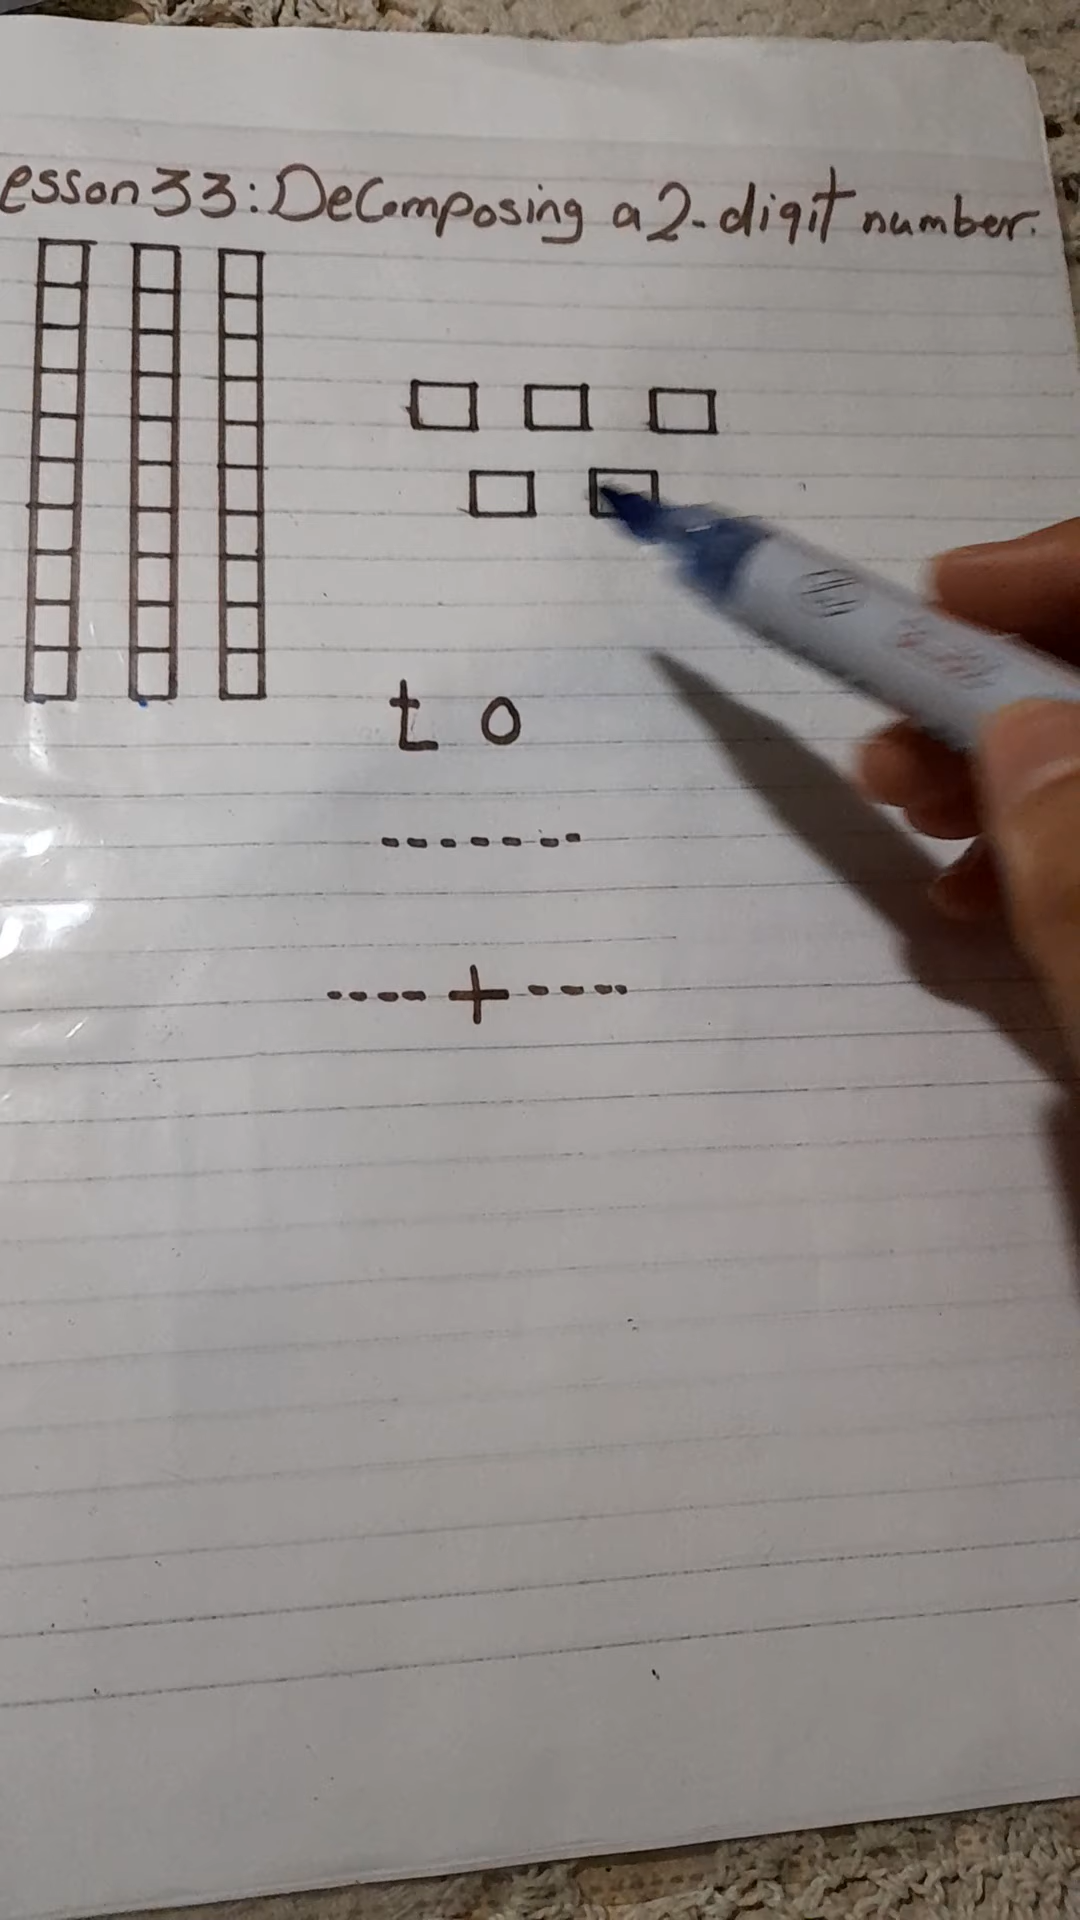 esson 33: Decomposing a 2-digit number.
t o
------- 
---- + ----